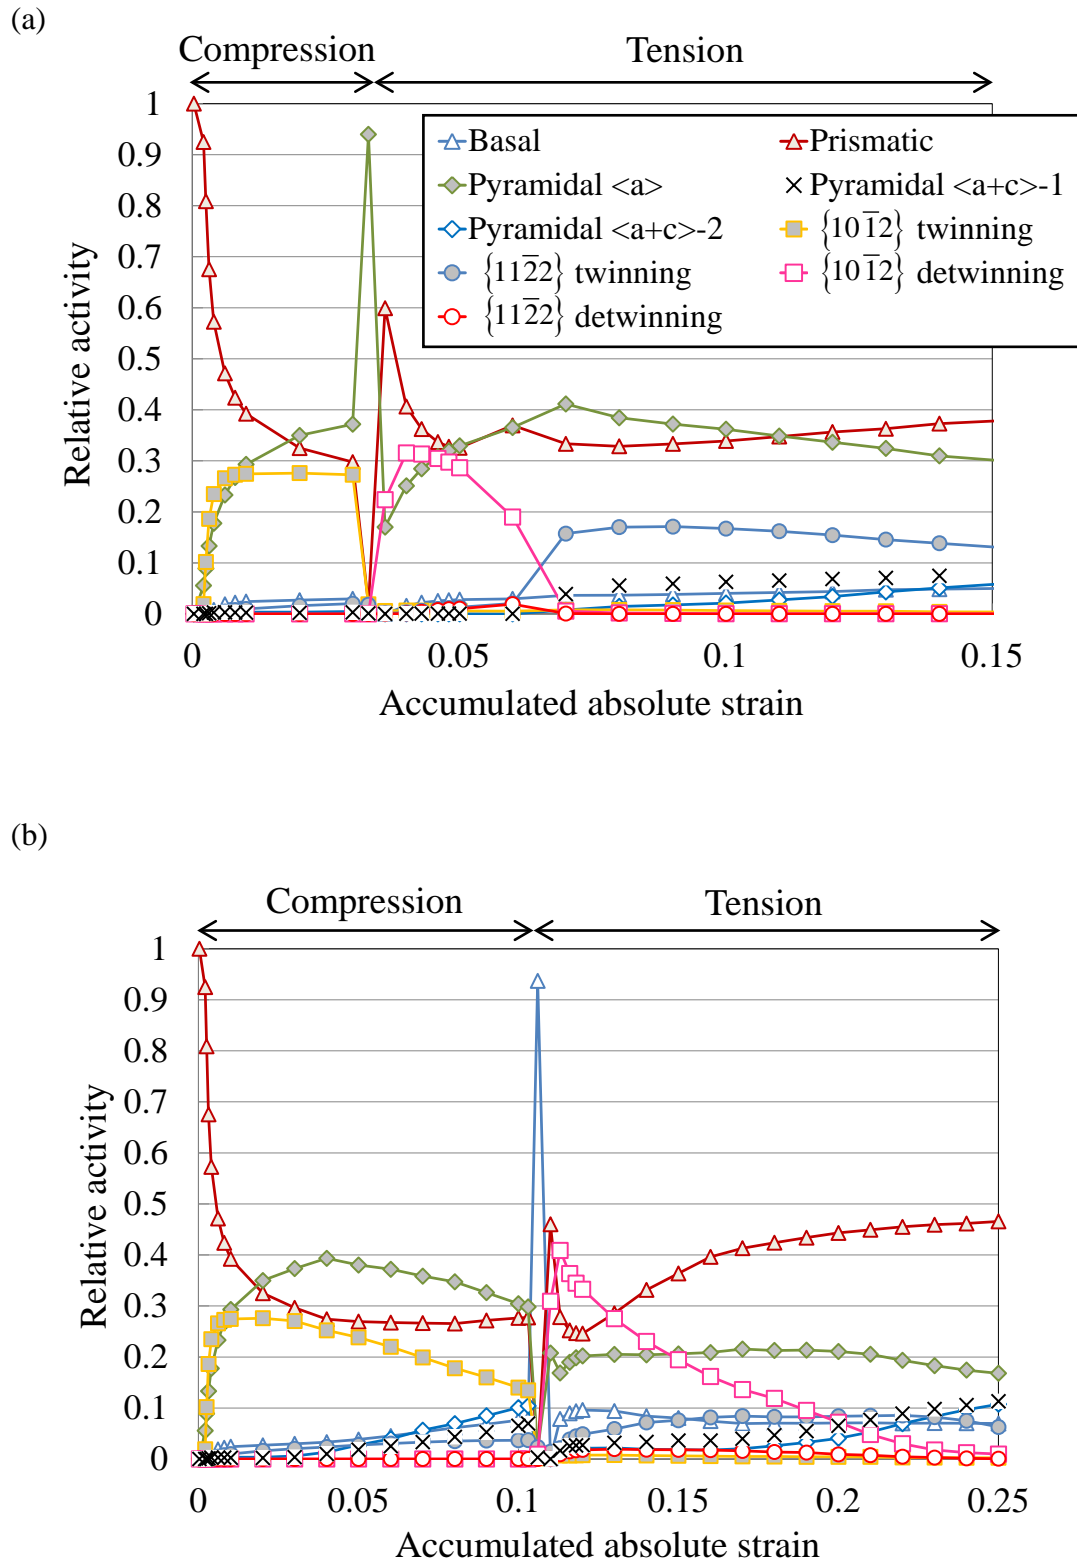 (a)
Compression Tension
1
0.9
0.8
0.7
0.6
0.5
0.4
0.3
0.2
0.1
0
Relative activity
Basal Prismatic
Pyramidal <a> Pyramidal <a+c>-1
Pyramidal <a+c>-2 {101̅2} twinning
{112̅2} twinning {101̅2} detwinning
{112̅2} detwinning
0 0.05 0.1 0.15
Accumulated absolute strain
(b)
Compression Tension
1
0.9
0.8
0.7
0.6
0.5
0.4
0.3
0.2
0.1
0
Relative activity
0 0.05 0.1 0.15 0.2 0.25
Accumulated absolute strain